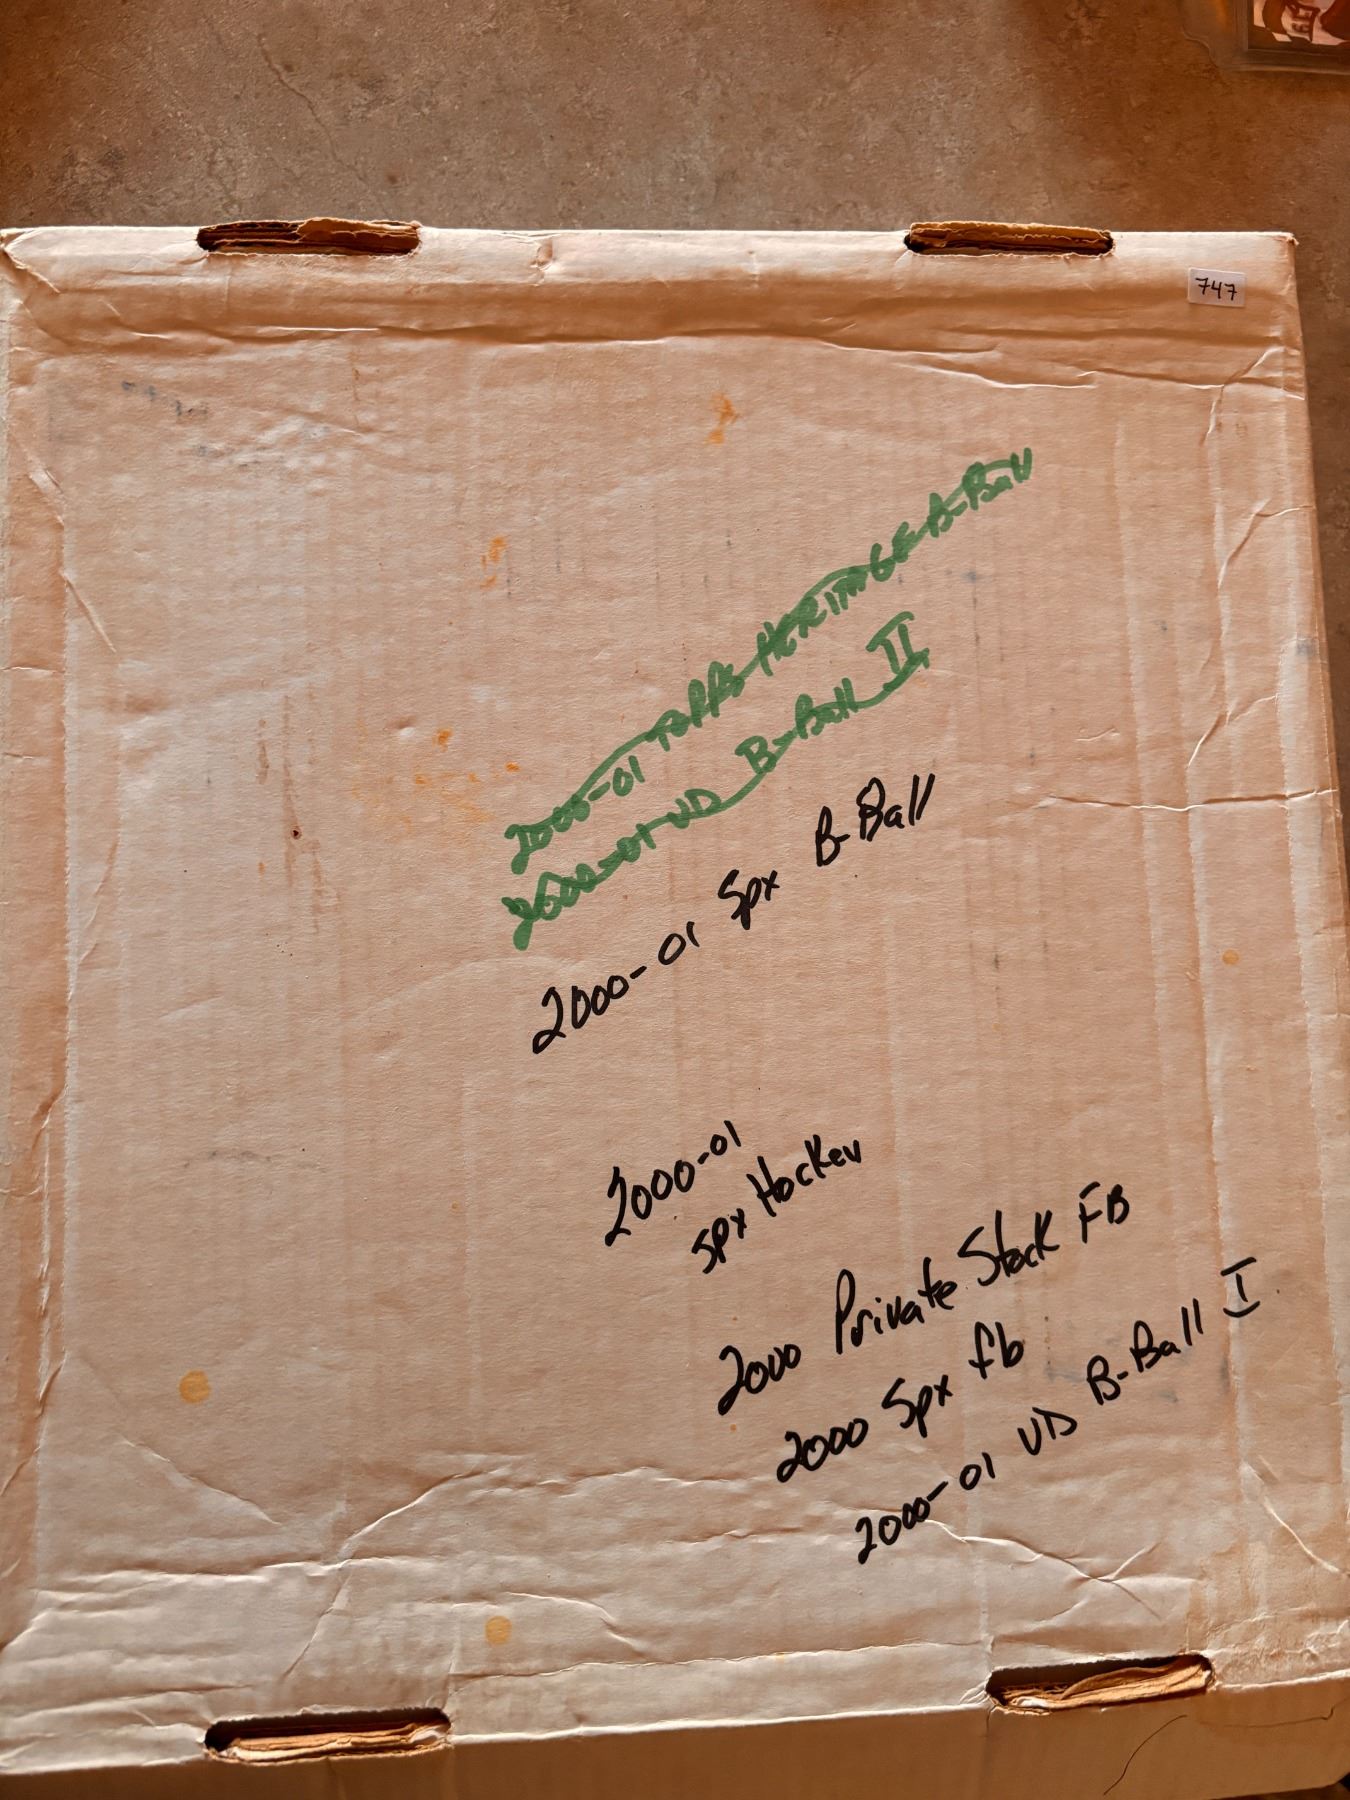 747
2000-01 TOPPS HERITAGE B-Ball
2000-01 UD B-Ball II
2000-01 Spx B-Ball
2000-01
SPx Hockey
2000 Private Stock FB
2000 Spx fb
2000-01 UD B-Ball I